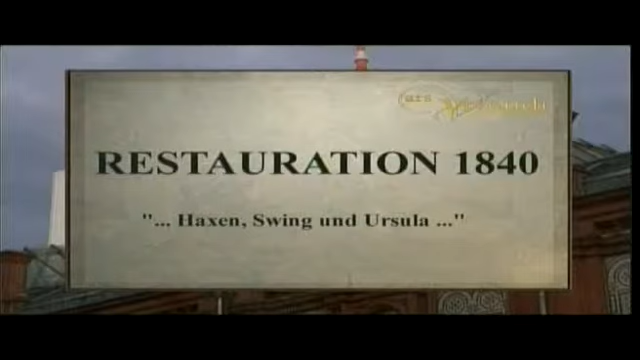 RESTAURATION 1840
"... Haxen, Swing und Ursula ..."